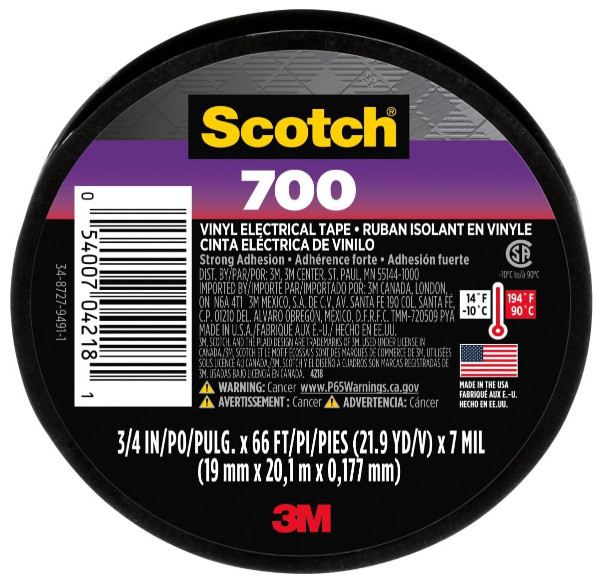 Scotch®
700
VINYL ELECTRICAL TAPE • RUBAN ISOLANT EN VINYLE
CINTA ELÉCTRICA DE VINILO
Strong Adhesion • Adhérence forte • Adhesión fuerte
DIST. BY/PAR/POR: 3M, 3M CENTER, ST. PAUL, MN 55144-1000
IMPORTED BY/IMPORTÉ PAR/IMPORTADO POR: 3M CANADA, LONDON,
ON N6A 4T1 3M MEXICO, S.A. DE C.V., AV. SANTA FE 190 COL. SANTA FE,
C.P. 01210 DEL. ALVARO OBREGÓN, MÉXICO, D.F.R.F.C. TMM-720509 PYA
MADE IN U.S.A./FABRIQUÉ AUX E.-U./ HECHO EN EE.UU.
3M, SCOTCH, AND THE PLAID DESIGN ARE TRADEMARKS OF 3M. USED UNDER LICENSE IN
CANADA./3M, SCOTCH ET LE MOTIF ÉCOSSAIS SONT DES MARQUES DE COMMERCE DE 3M, UTILISÉES
SOUS LICENCE AU CANADA./3M, SCOTCH Y EL DISEÑO A CUADROS SON MARCAS REGISTRADAS DE
3M. USADAS BAJO LICENCIA EN CANADA. 4218
WARNING: Cancer www.P65Warnings.ca.gov
AVERTISSEMENT : Cancer ADVERTENCIA: Cáncer
0 54007 04218 1
34-8727-9491-1
-10°C to/à 90°C
14°F
-10°C
194°F
90°C
MADE IN THE USA
FABRIQUÉ AUX E.-U.
HECHO EN EE.UU.
3/4 IN/PO/PULG. x 66 FT/PI/PIES (21.9 YD/V) x 7 MIL
(19 mm x 20,1 m x 0,177 mm)
3M